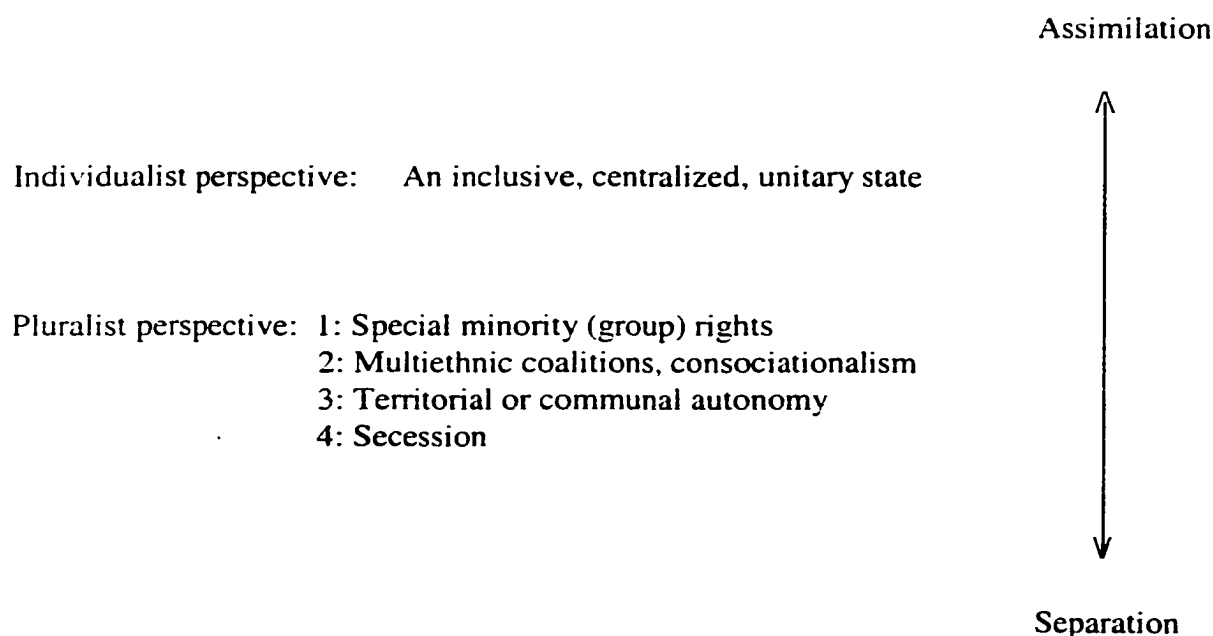 Assimilation
Individualist perspective: An inclusive, centralized, unitary state
Pluralist perspective: 1: Special minority (group) rights
2: Multiethnic coalitions, consociationalism
3: Territorial or communal autonomy
4: Secession
Separation